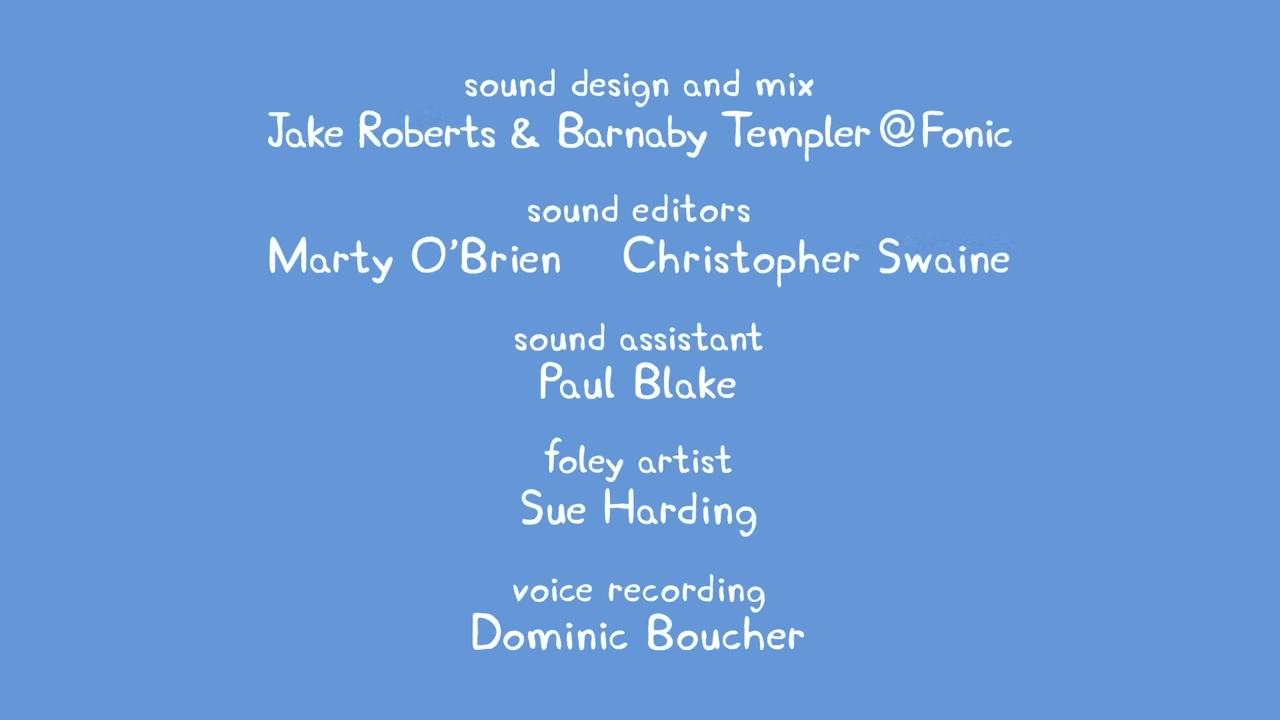 sound design and mix
Jake Roberts & Barnaby Templer @ Fonic
sound editors
Marty O'Brien Christopher Swaine
sound assistant
Paul Blake
foley artist
Sue Harding
voice recording
Dominic Boucher